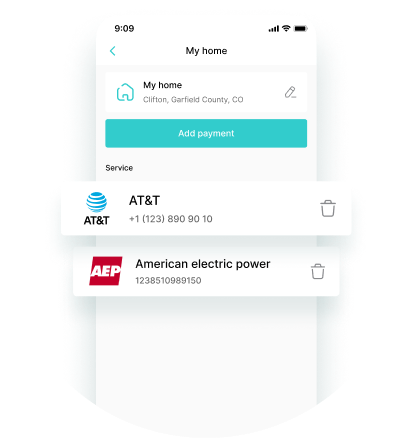 9:09
My home
My home
Clifton, Garfield County, CO
Add payment
Service
AT&T
AT&T
+1 (123) 890 90 10
AEP
American electric power
1238510989150